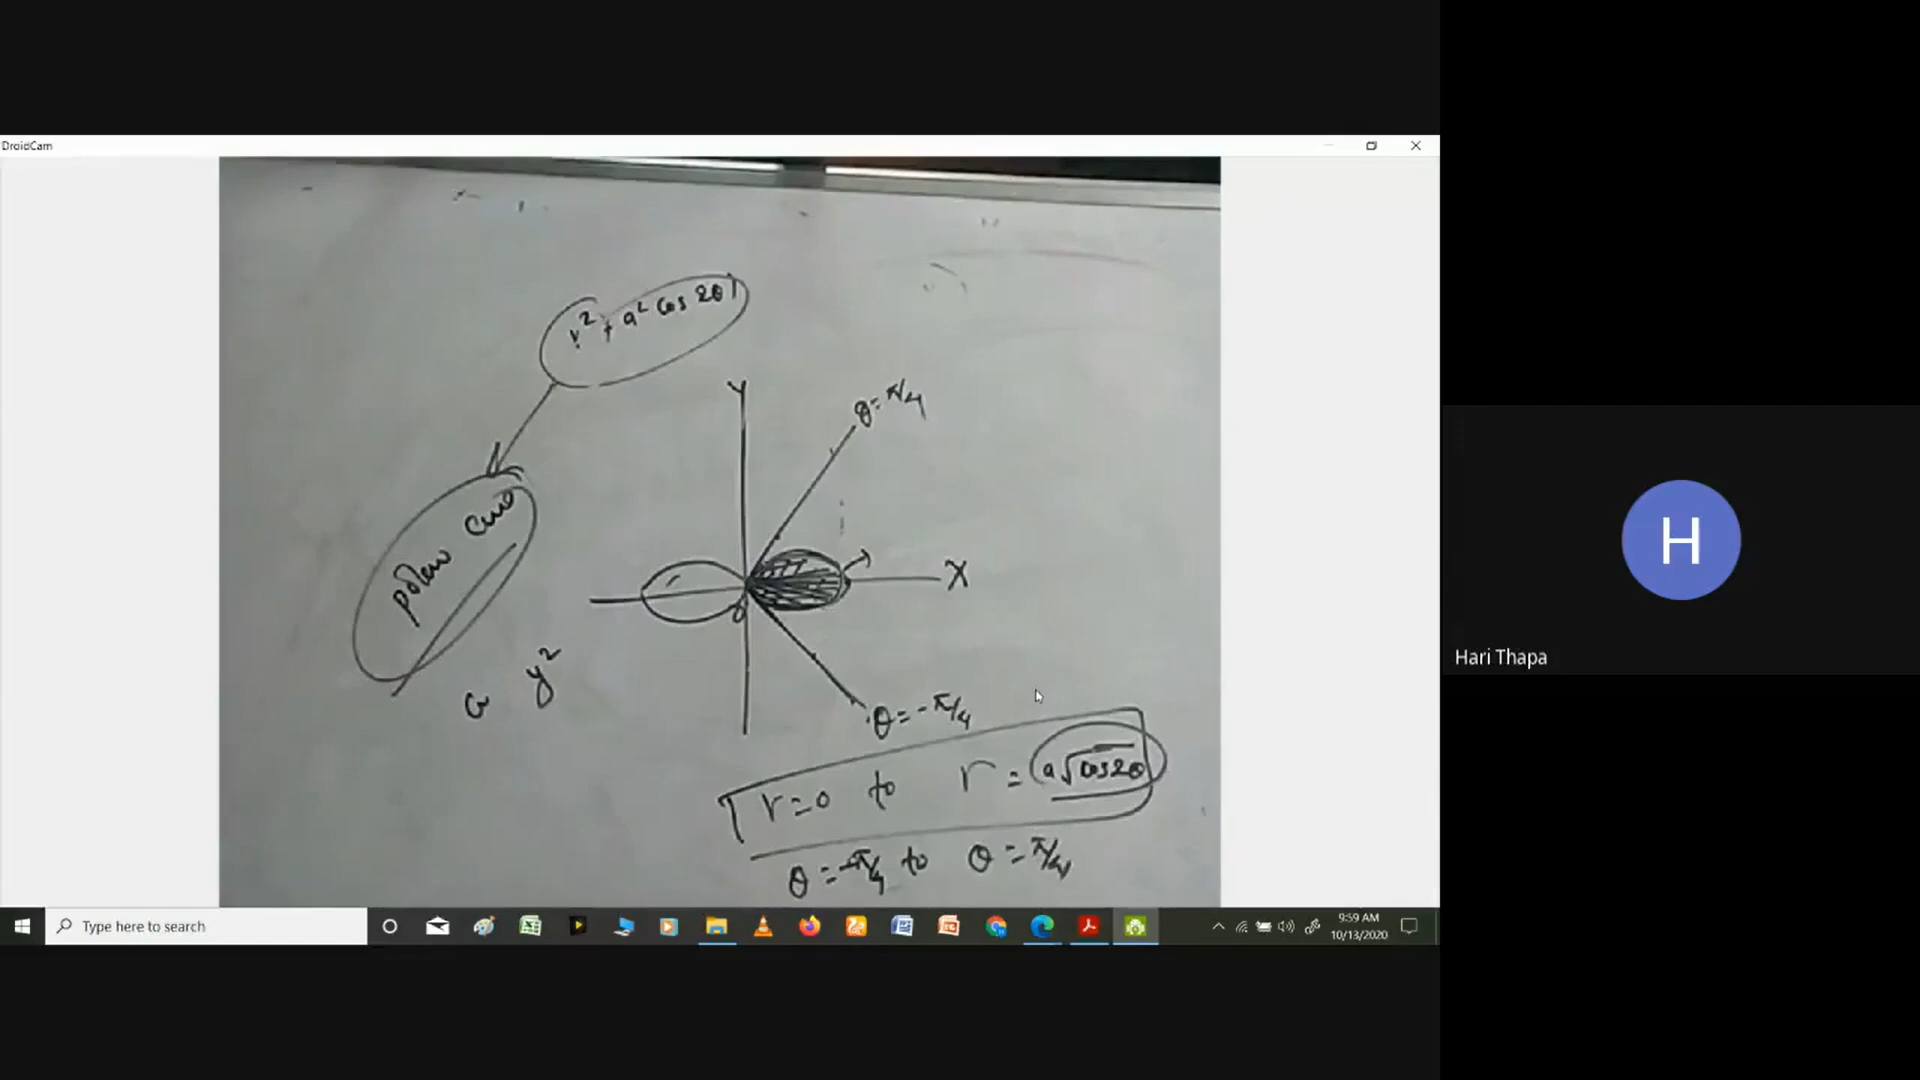 DroidCam
r² + a² cos 2θ
Y
θ = π/4
polar
X
O
y²
θ = -π/4
r = 0 to r = a√cos2θ
θ = -π/4 to θ = π/4
H
Hari Thapa
Type here to search
9:59 AM
10/13/2020